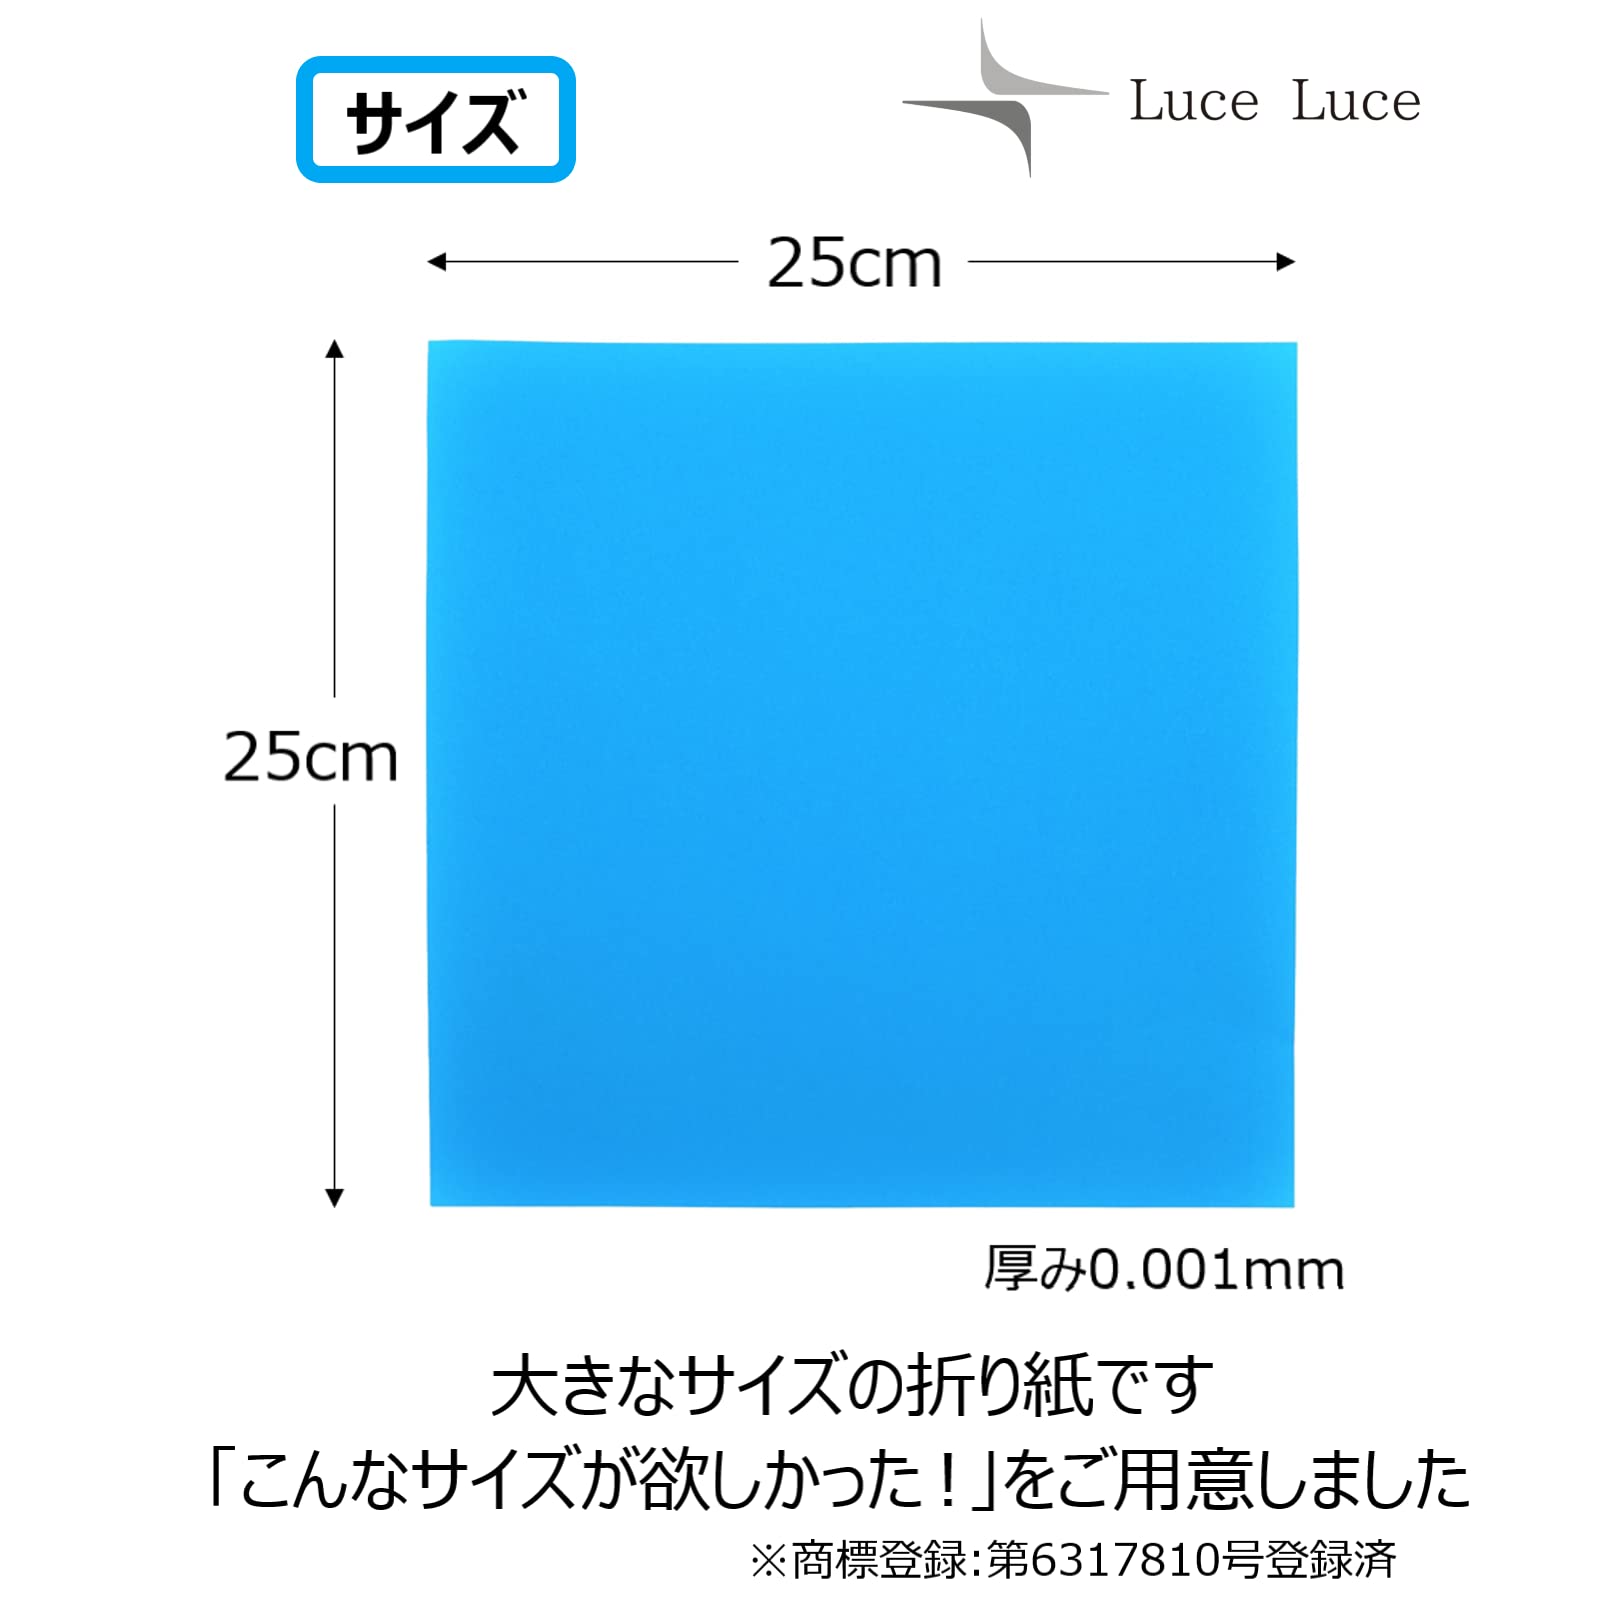 サイズ
Luce Luce
25cm
25cm
厚み0.001mm
大きなサイズの折り紙です
「こんなサイズが欲しかった！」をご用意しました
※商標登録:第6317810号登録済